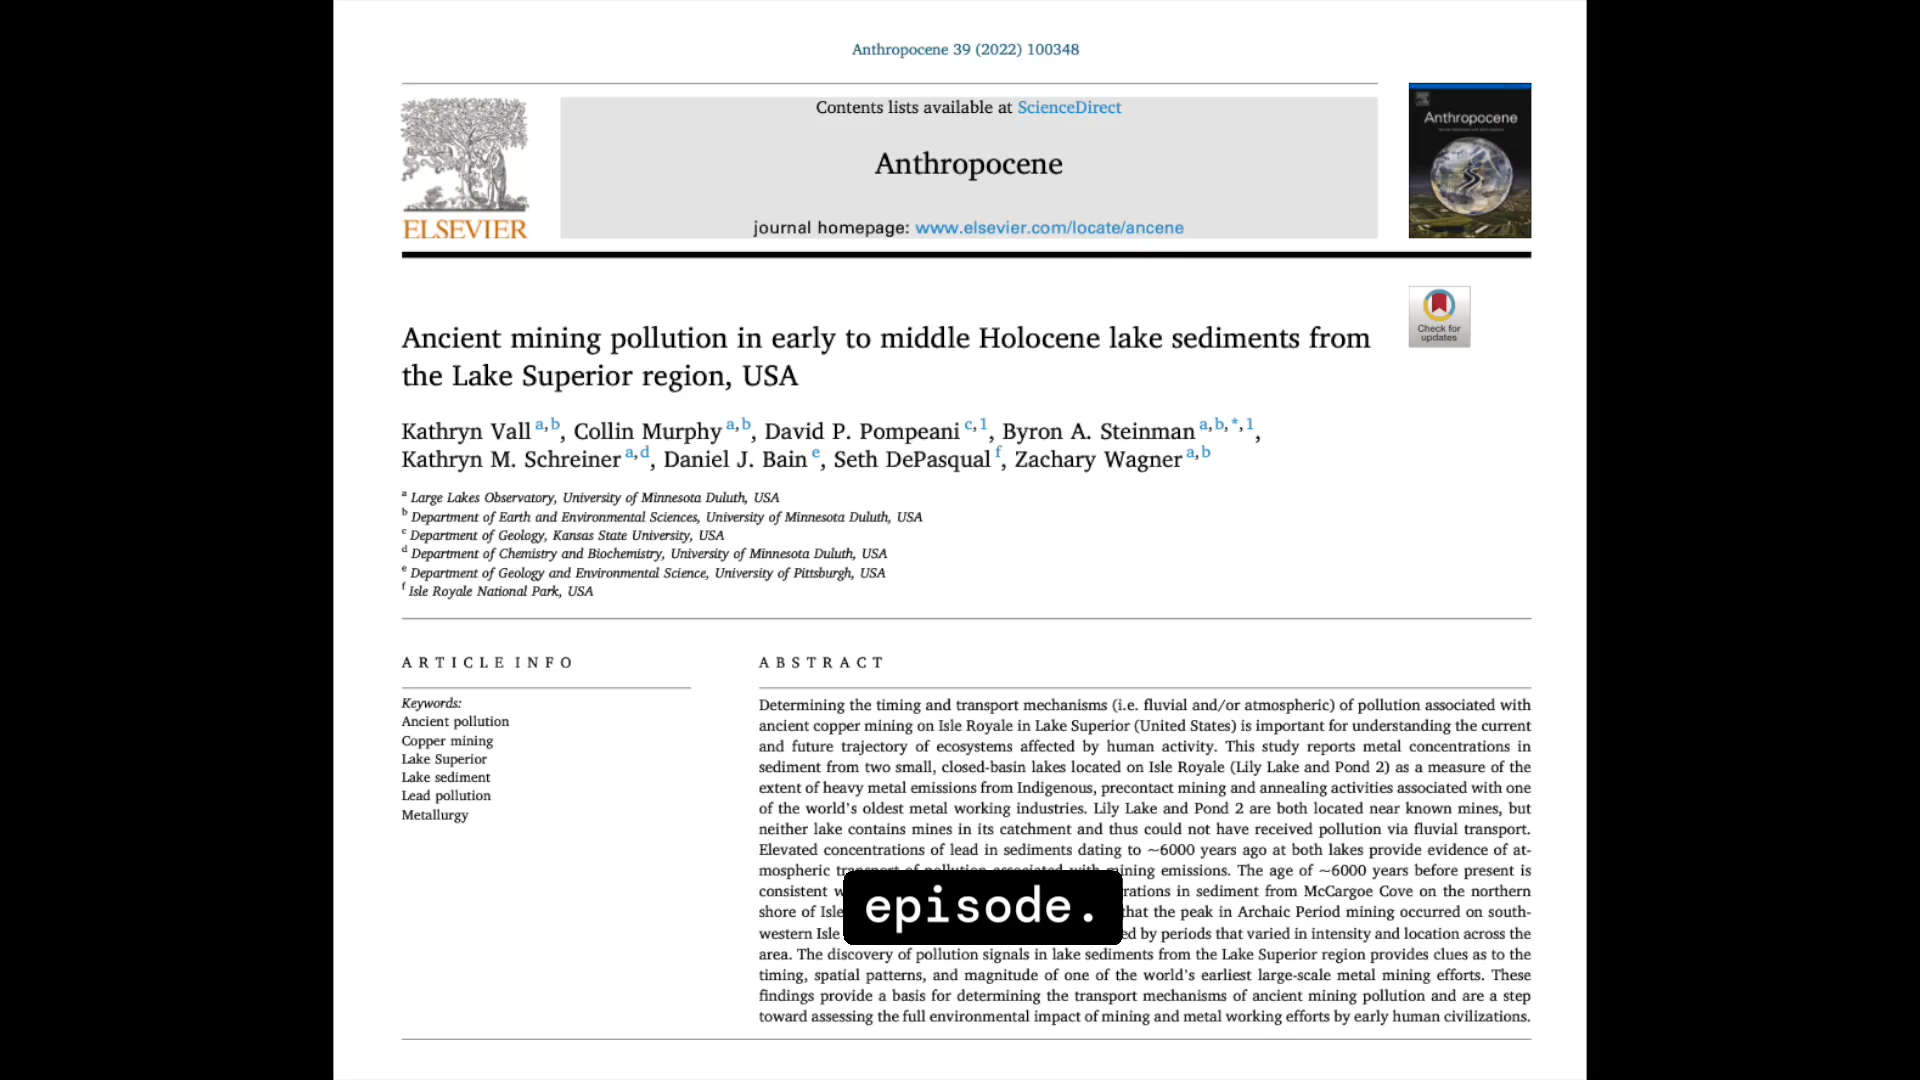 Anthropocene 39 (2022) 100348
Contents lists available at ScienceDirect
Anthropocene
journal homepage: www.elsevier.com/locate/ancene
ELSEVIER
Anthropocene
Check for
updates
Ancient mining pollution in early to middle Holocene lake sediments from
the Lake Superior region, USA
Kathryn Vall a,b, Collin Murphy a,b, David P. Pompeani c,1, Byron A. Steinman a,b,*,1,
Kathryn M. Schreiner a,d, Daniel J. Bain e, Seth DePasqual f, Zachary Wagner a,b
a Large Lakes Observatory, University of Minnesota Duluth, USA
b Department of Earth and Environmental Sciences, University of Minnesota Duluth, USA
c Department of Geology, Kansas State University, USA
d Department of Chemistry and Biochemistry, University of Minnesota Duluth, USA
e Department of Geology and Environmental Science, University of Pittsburgh, USA
f Isle Royale National Park, USA
ARTICLE INFO
Keywords:
Ancient pollution
Copper mining
Lake Superior
Lake sediment
Lead pollution
Metallurgy
ABSTRACT
Determining the timing and transport mechanisms (i.e. fluvial and/or atmospheric) of pollution associated with
ancient copper mining on Isle Royale in Lake Superior (United States) is important for understanding the current
and future trajectory of ecosystems affected by human activity. This study reports metal concentrations in
sediment from two small, closed-basin lakes located on Isle Royale (Lily Lake and Pond 2) as a measure of the
extent of heavy metal emissions from Indigenous, precontact mining and annealing activities associated with one
of the world's oldest metal working industries. Lily Lake and Pond 2 are both located near known mines, but
neither lake contains mines in its catchment and thus could not have received pollution via fluvial transport.
Elevated concentrations of lead in sediments dating to ~6000 years ago at both lakes provide evidence of at-
mospheric transport of pollution associated with mining emissions. The age of ~6000 years before present is
consistent in sediment from McCargoe Cove on the northern
shore of Isle that the peak in Archaic Period mining occurred on south-
western Isle by periods that varied in intensity and location across the
area. The discovery of pollution signals in lake sediments from the Lake Superior region provides clues as to the
timing, spatial patterns, and magnitude of one of the world's earliest large-scale metal mining efforts. These
findings provide a basis for determining the transport mechanisms of ancient mining pollution and are a step
toward assessing the full environmental impact of mining and metal working efforts by early human civilizations.
episode.